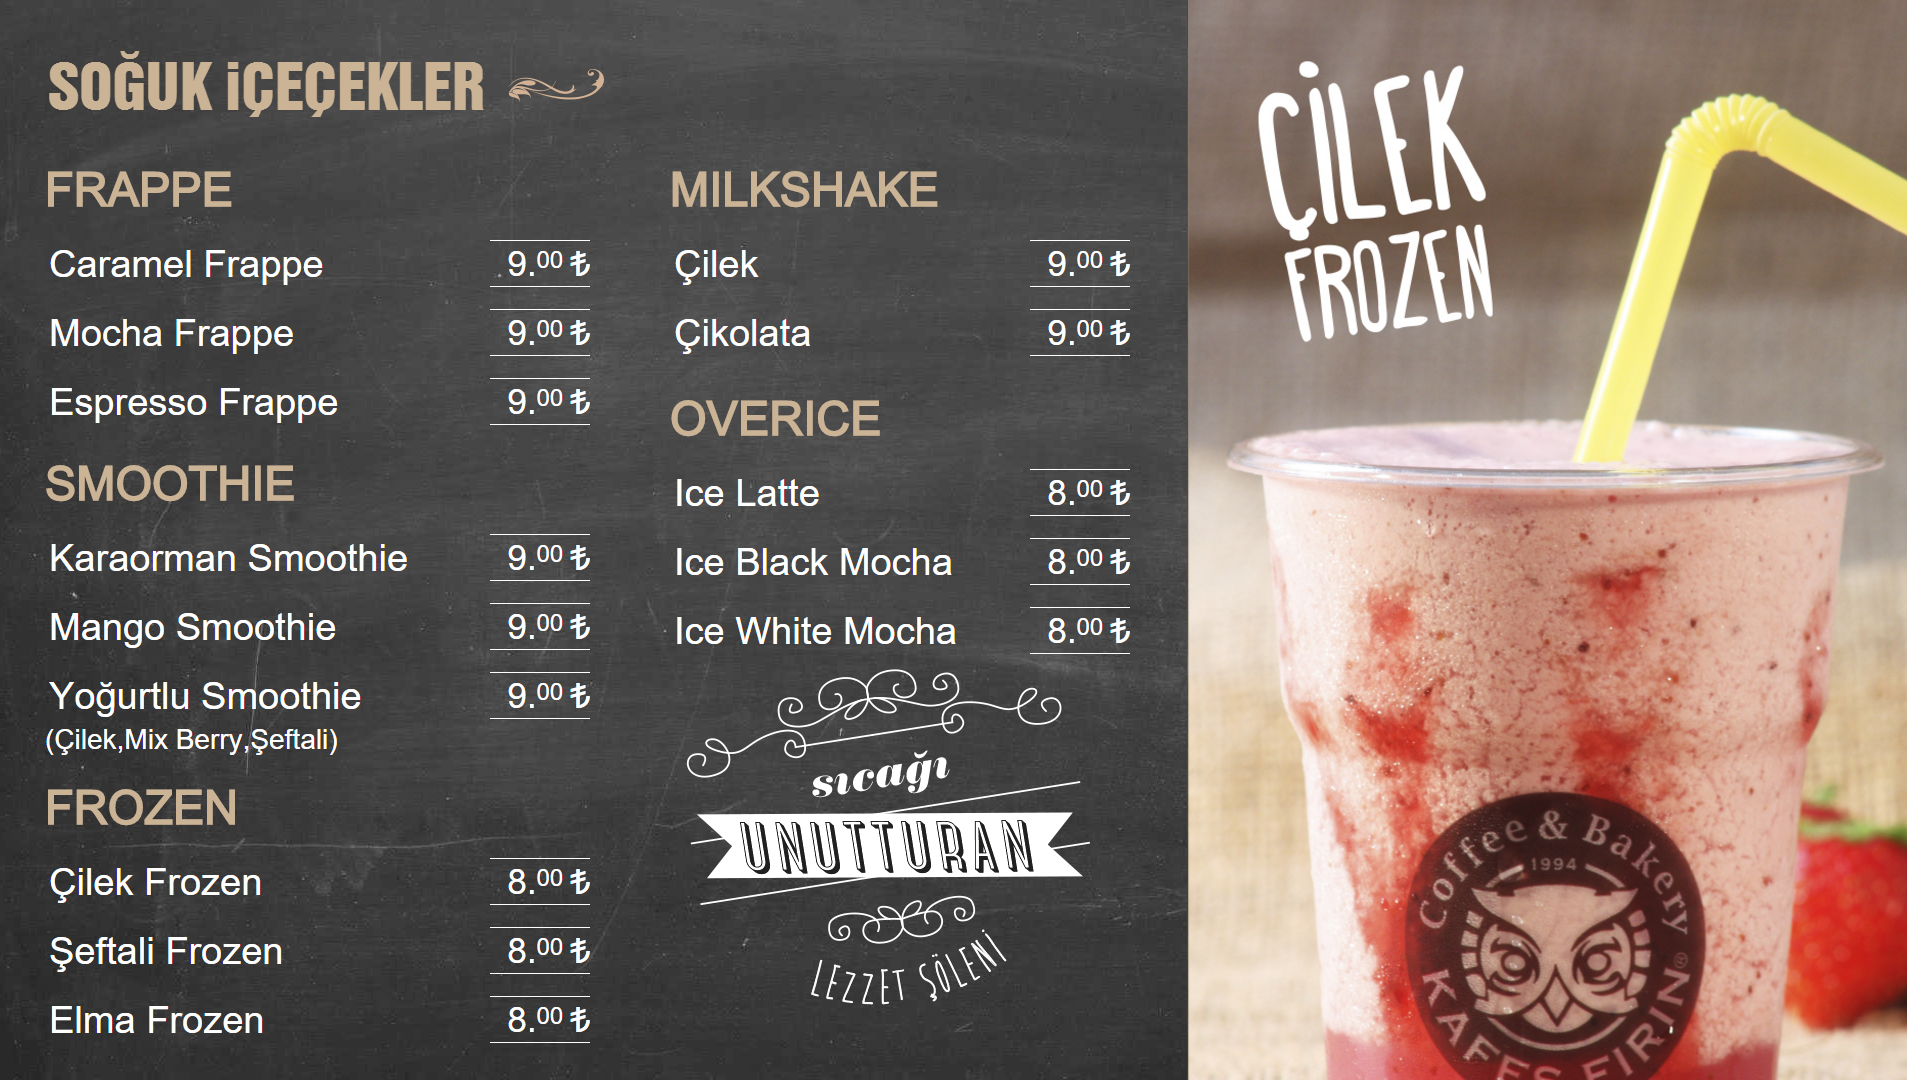 SOĞUK İÇEÇEKLER
FRAPPE
Caramel Frappe 9.00 ₺
Mocha Frappe 9.00 ₺
Espresso Frappe 9.00 ₺
SMOOTHIE
Karaorman Smoothie 9.00 ₺
Mango Smoothie 9.00 ₺
Yoğurtlu Smoothie 9.00 ₺
(Çilek,Mix Berry,Şeftali)
FROZEN
Çilek Frozen 8.00 ₺
Şeftali Frozen 8.00 ₺
Elma Frozen 8.00 ₺
MILKSHAKE
Çilek 9.00 ₺
Çikolata 9.00 ₺
OVERICE
Ice Latte 8.00 ₺
Ice Black Mocha 8.00 ₺
Ice White Mocha 8.00 ₺
sıcağı
UNUTTURAN
LEZZET ŞÖLENİ
ÇİLEK
FROZEN
Coffee & Bakery
1994
KAFES FIRIN®